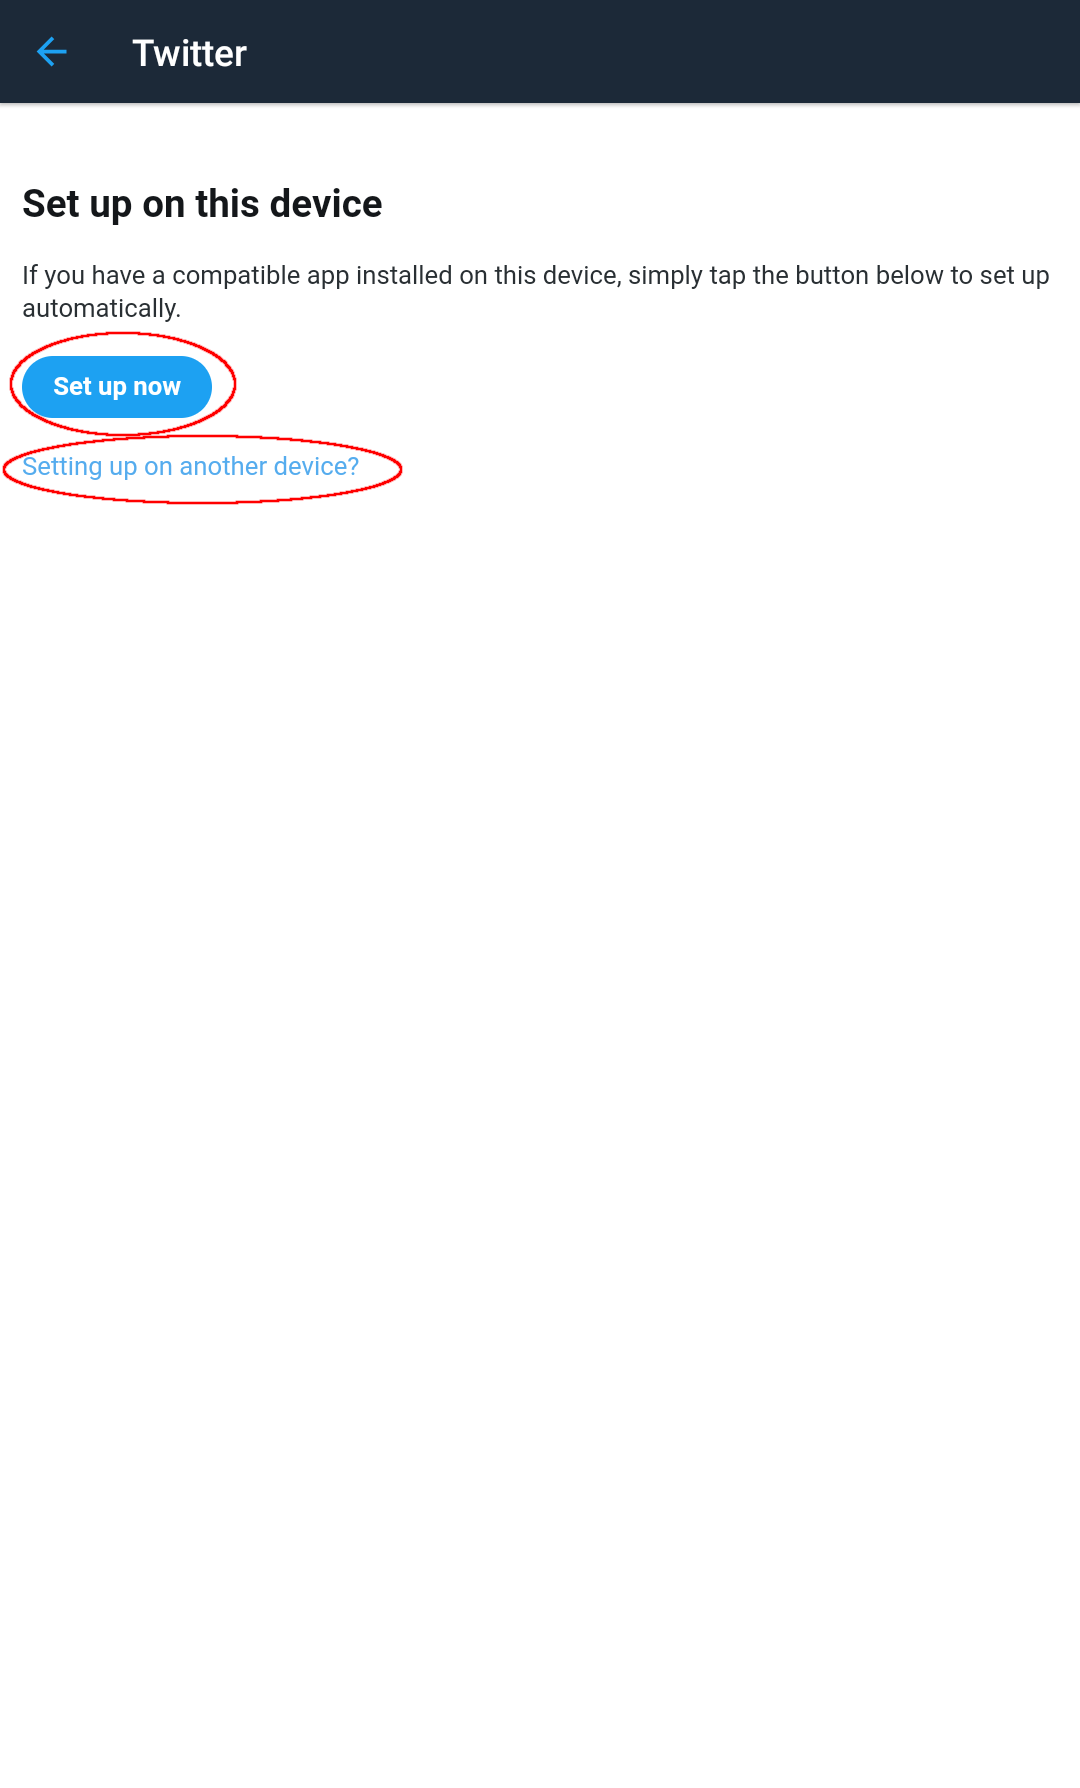 Twitter
Set up on this device
If you have a compatible app installed on this device, simply tap the button below to set up
automatically.
Set up now
Setting up on another device?